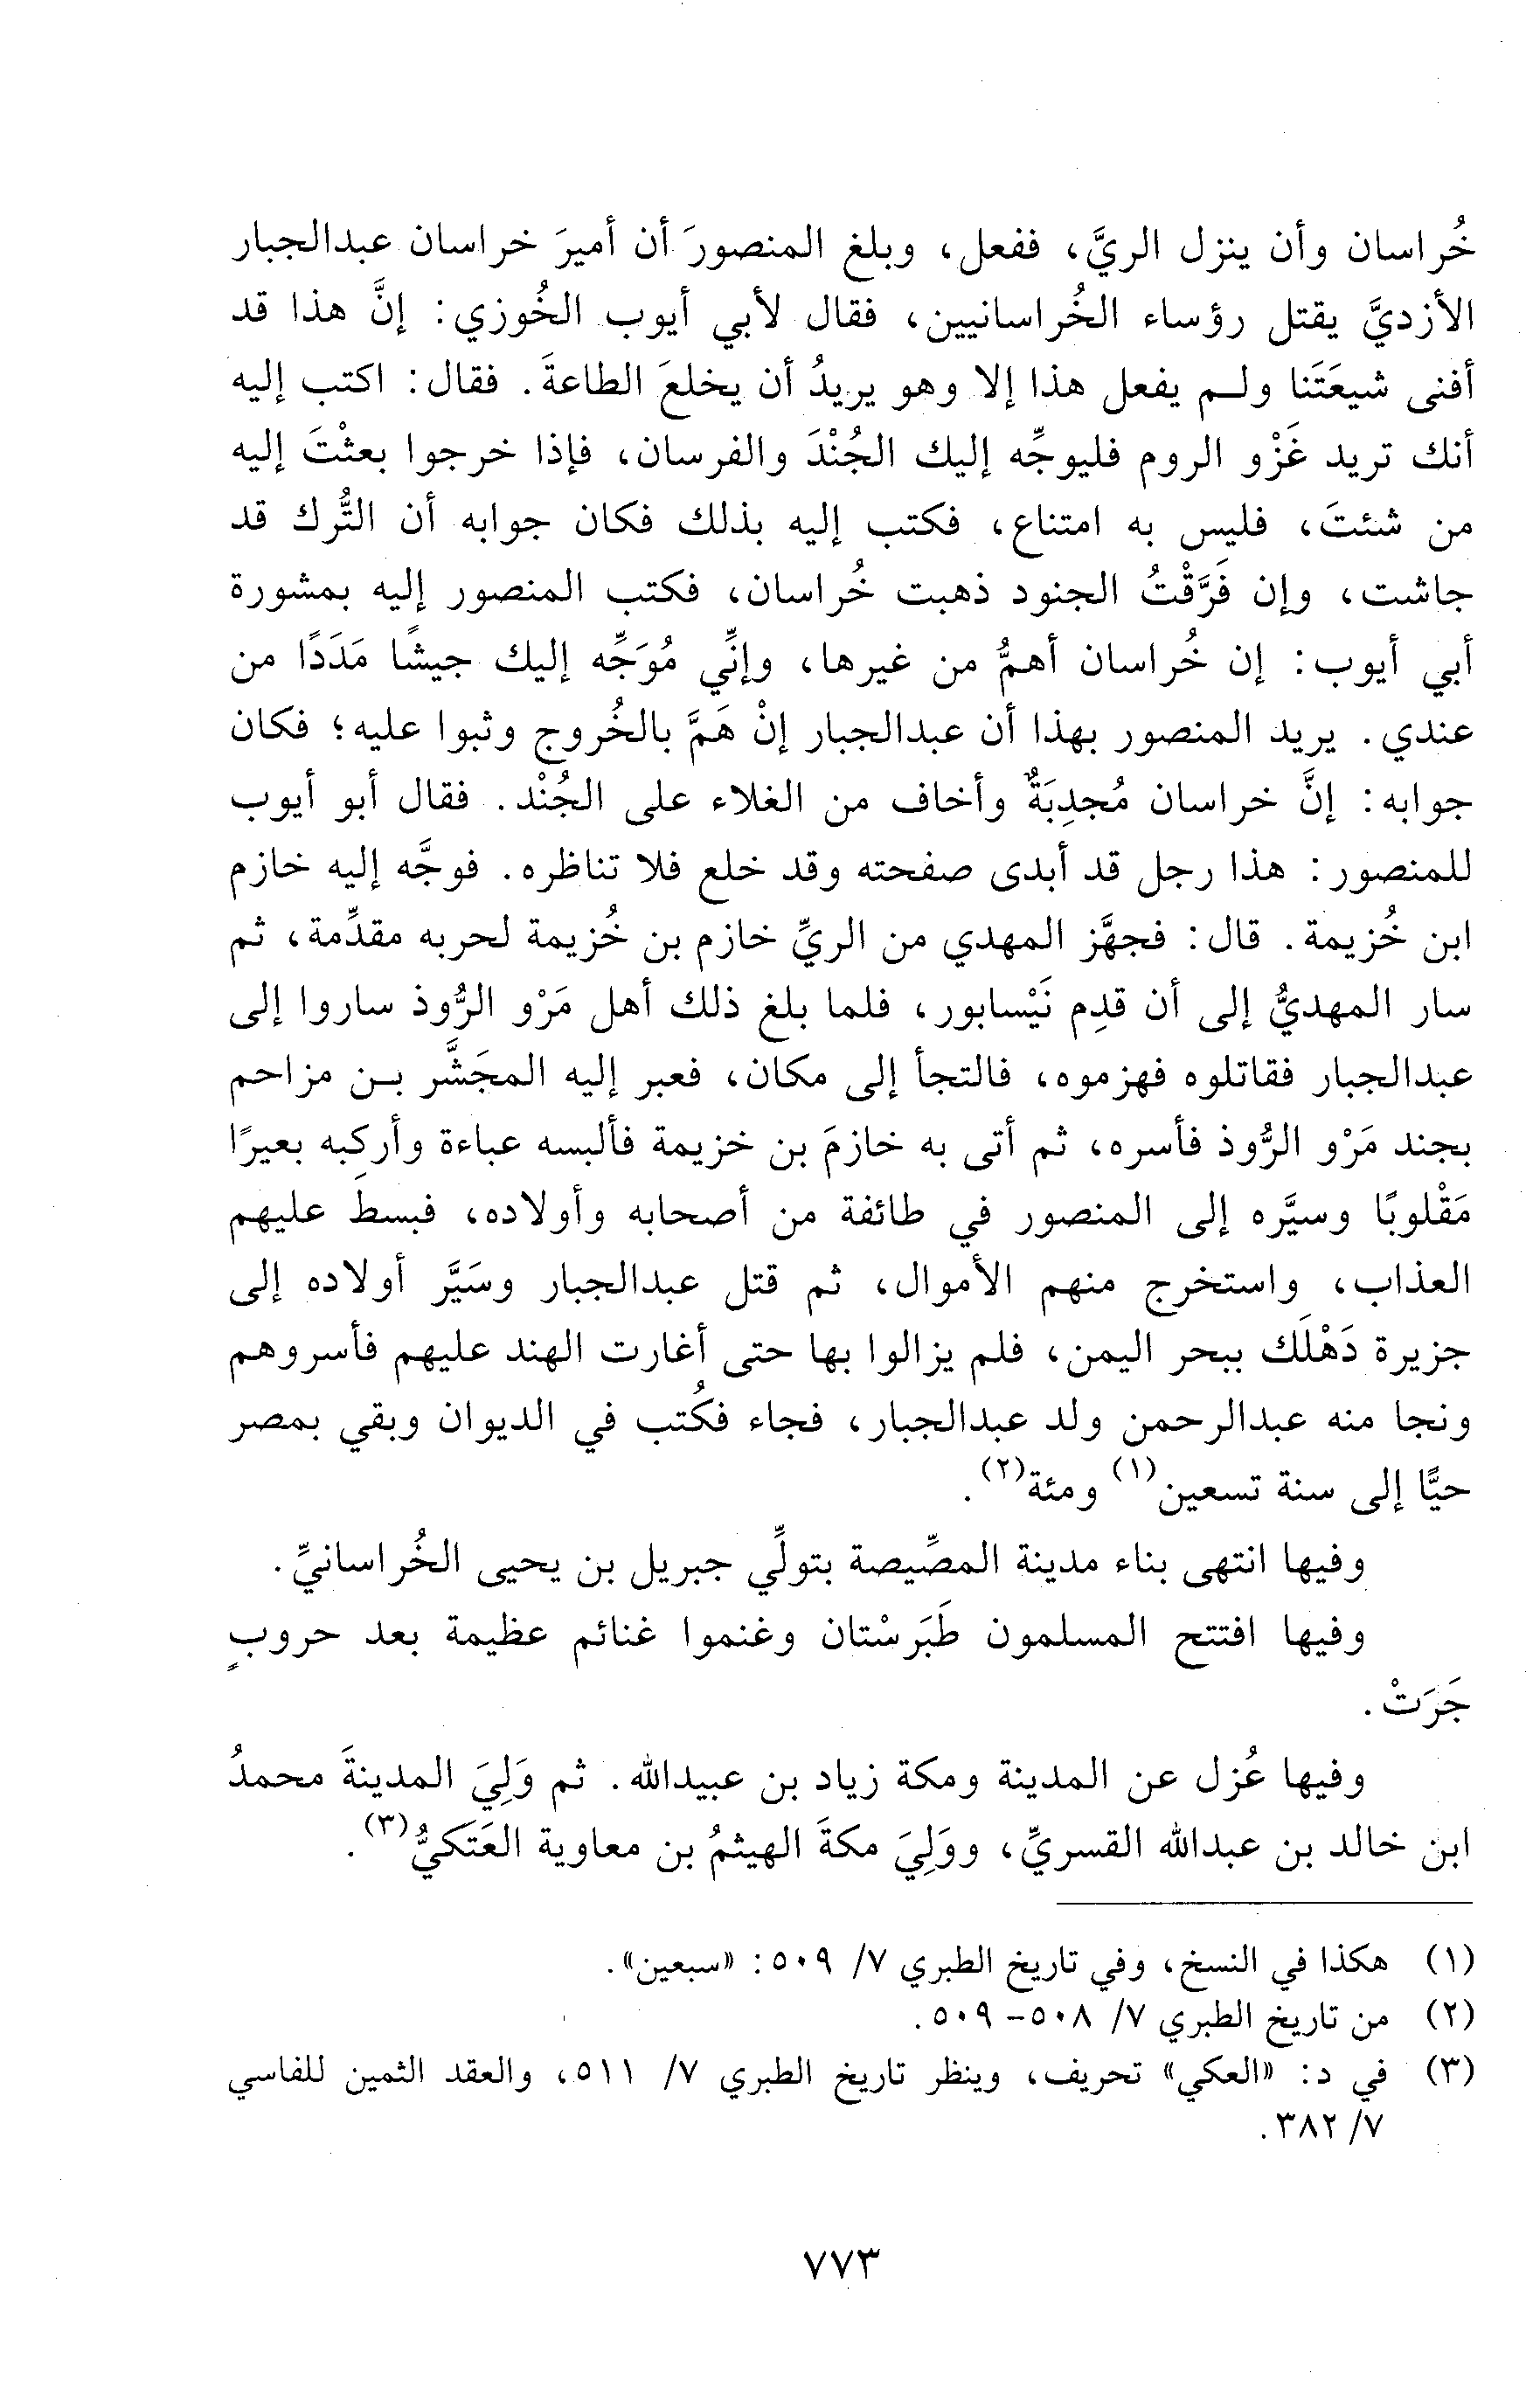 خُراسان وأن ينزل الريَّ، ففعل، وبلغ المنصورَ أن أميرَ خراسان عبدالجبار
الأزديَّ يقتل رؤساء الخُراسانيين، فقال لأبي أيوب الخُوزي: إنَّ هذا قد
أفنى شيعَتَنا ولم يفعل هذا إلا وهو يريدُ أن يخلعَ الطاعةَ. فقال: اكتب إليه
أنك تريد غَزْو الروم فليوجِّه إليك الجُنْدَ والفرسان، فإذا خرجوا بعثْتَ إليه
من شئتَ، فليس به امتناع، فكتب إليه بذلك فكان جوابه أن التُّرك قد
جاشت، وإن فَرَّقْتُ الجنود ذهبت خُراسان، فكتب المنصور إليه بمشورة
أبي أيوب: إن خُراسان أهمُّ من غيرها، وإنِّي مُوَجِّه إليك جيشًا مَدَدًا من
عندي. يريد المنصور بهذا أن عبدالجبار إنْ هَمَّ بالخُروج وثبوا عليه؛ فكان
جوابه: إنَّ خراسان مُجدِبَةٌ وأخاف من الغلاء على الجُنْد. فقال أبو أيوب
للمنصور: هذا رجل قد أبدى صفحته وقد خلع فلا تناظره. فوجَّه إليه خازم
ابن خُزيمة. قال: فجهَّز المهدي من الريِّ خازم بن خُزيمة لحربه مقدِّمة، ثم
سار المهديُّ إلى أن قدِم نَيْسابور، فلما بلغ ذلك أهل مَرْو الرُّوذ ساروا إلى
عبدالجبار فقاتلوه فهزموه، فالتجأ إلى مكان، فعبر إليه المجَشَّر بن مزاحم
بجند مَرْو الرُّوذ فأسره، ثم أتى به خازمَ بن خزيمة فألبسه عباءة وأركِبه بعيرًا
مَقْلوبًا وسيَّره إلى المنصور في طائفة من أصحابه وأولاده، فبسطَ عليهم
العذاب، واستخرج منهم الأموال، ثم قتل عبدالجبار وسَيَّر أولاده إلى
جزيرة دَهْلَك ببحر اليمن، فلم يزالوا بها حتى أغارت الهند عليهم فأسروهم
ونجا منه عبدالرحمن ولد عبدالجبار، فجاء فكُتب في الديوان وبقي بمصر
حيًّا إلى سنة تسعين(١) ومئة(٢).
وفيها انتهى بناء مدينة المصِّيصة بتولِّي جبريل بن يحيى الخُراسانيِّ.
وفيها افتتح المسلمون طَبَرسْتان وغنموا غنائم عظيمة بعد حروبٍ
جَرَتْ.
وفيها عُزل عن المدينة ومكة زياد بن عبيدالله. ثم وَلِيَ المدينةَ محمدُ
ابن خالد بن عبدالله القسريِّ، ووَلِيَ مكةَ الهيثمُ بن معاوية العَتَكيُّ(٣).
(١) هكذا في النسخ، وفي تاريخ الطبري ٧/ ٥٠٩: «سبعين».
(٢) من تاريخ الطبري ٧/ ٥٠٨- ٥٠٩.
(٣) في د: «العكي» تحريف، وينظر تاريخ الطبري ٧/ ٥١١، والعقد الثمين للفاسي
٧/ ٣٨٢.
٧٧٣